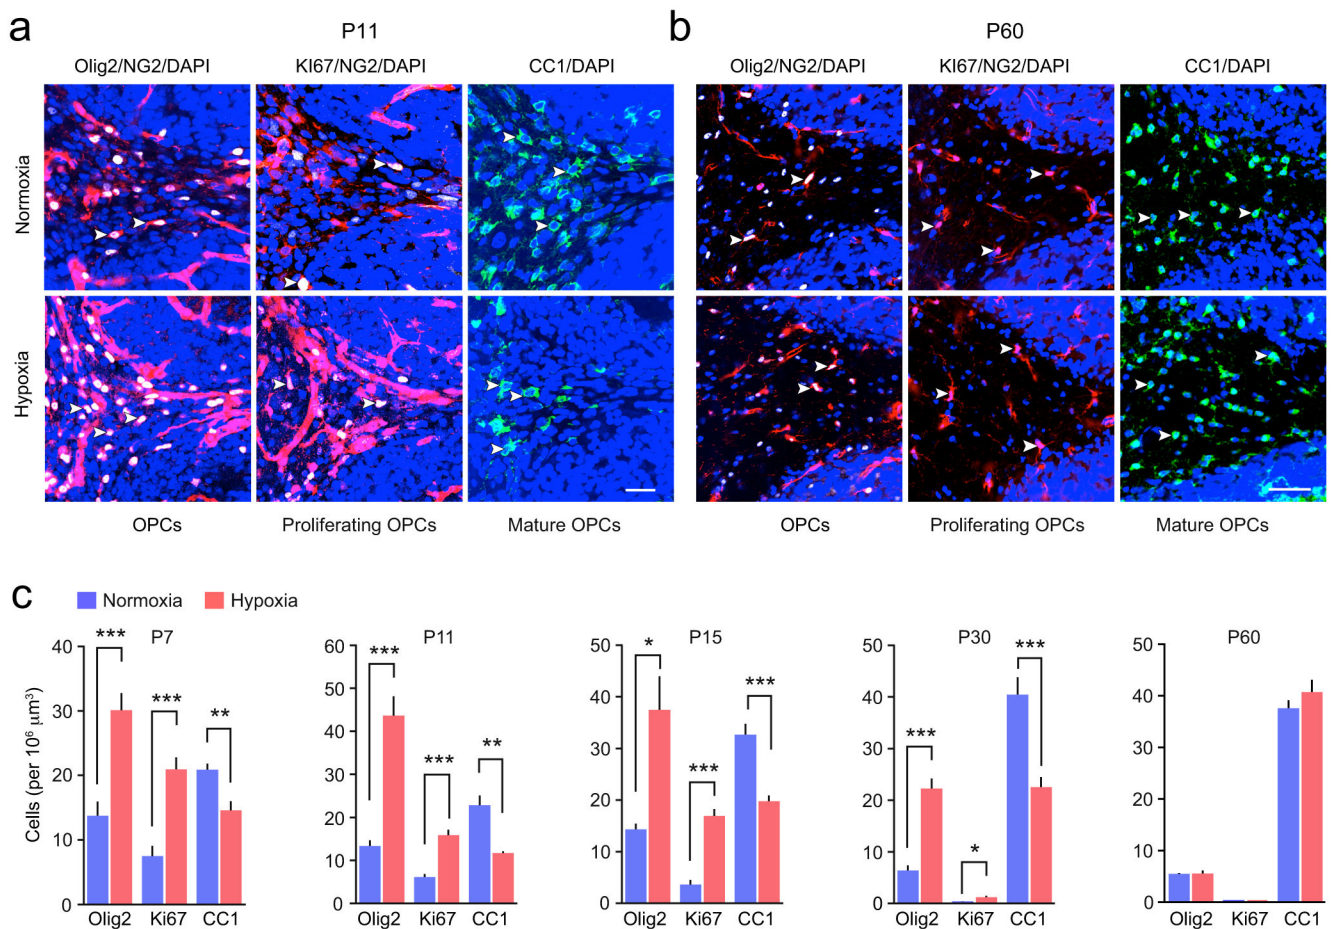 a
P11
b
P60
Olig2/NG2/DAPI
KI67/NG2/DAPI
CC1/DAPI
Olig2/NG2/DAPI
KI67/NG2/DAPI
CC1/DAPI
Normoxia
Hypoxia
OPCs
Proliferating OPCs
Mature OPCs
OPCs
Proliferating OPCs
Mature OPCs
c
Normoxia
Hypoxia
Cells (per 10⁶ μm³)
P7
40
30
20
10
0
***
***
**
Olig2 Ki67 CC1
P11
60
50
40
30
20
10
0
***
***
**
Olig2 Ki67 CC1
P15
50
40
30
20
10
0
*
***
***
Olig2 Ki67 CC1
P30
50
40
30
20
10
0
***
*
***
Olig2 Ki67 CC1
P60
50
40
30
20
10
0
Olig2 Ki67 CC1